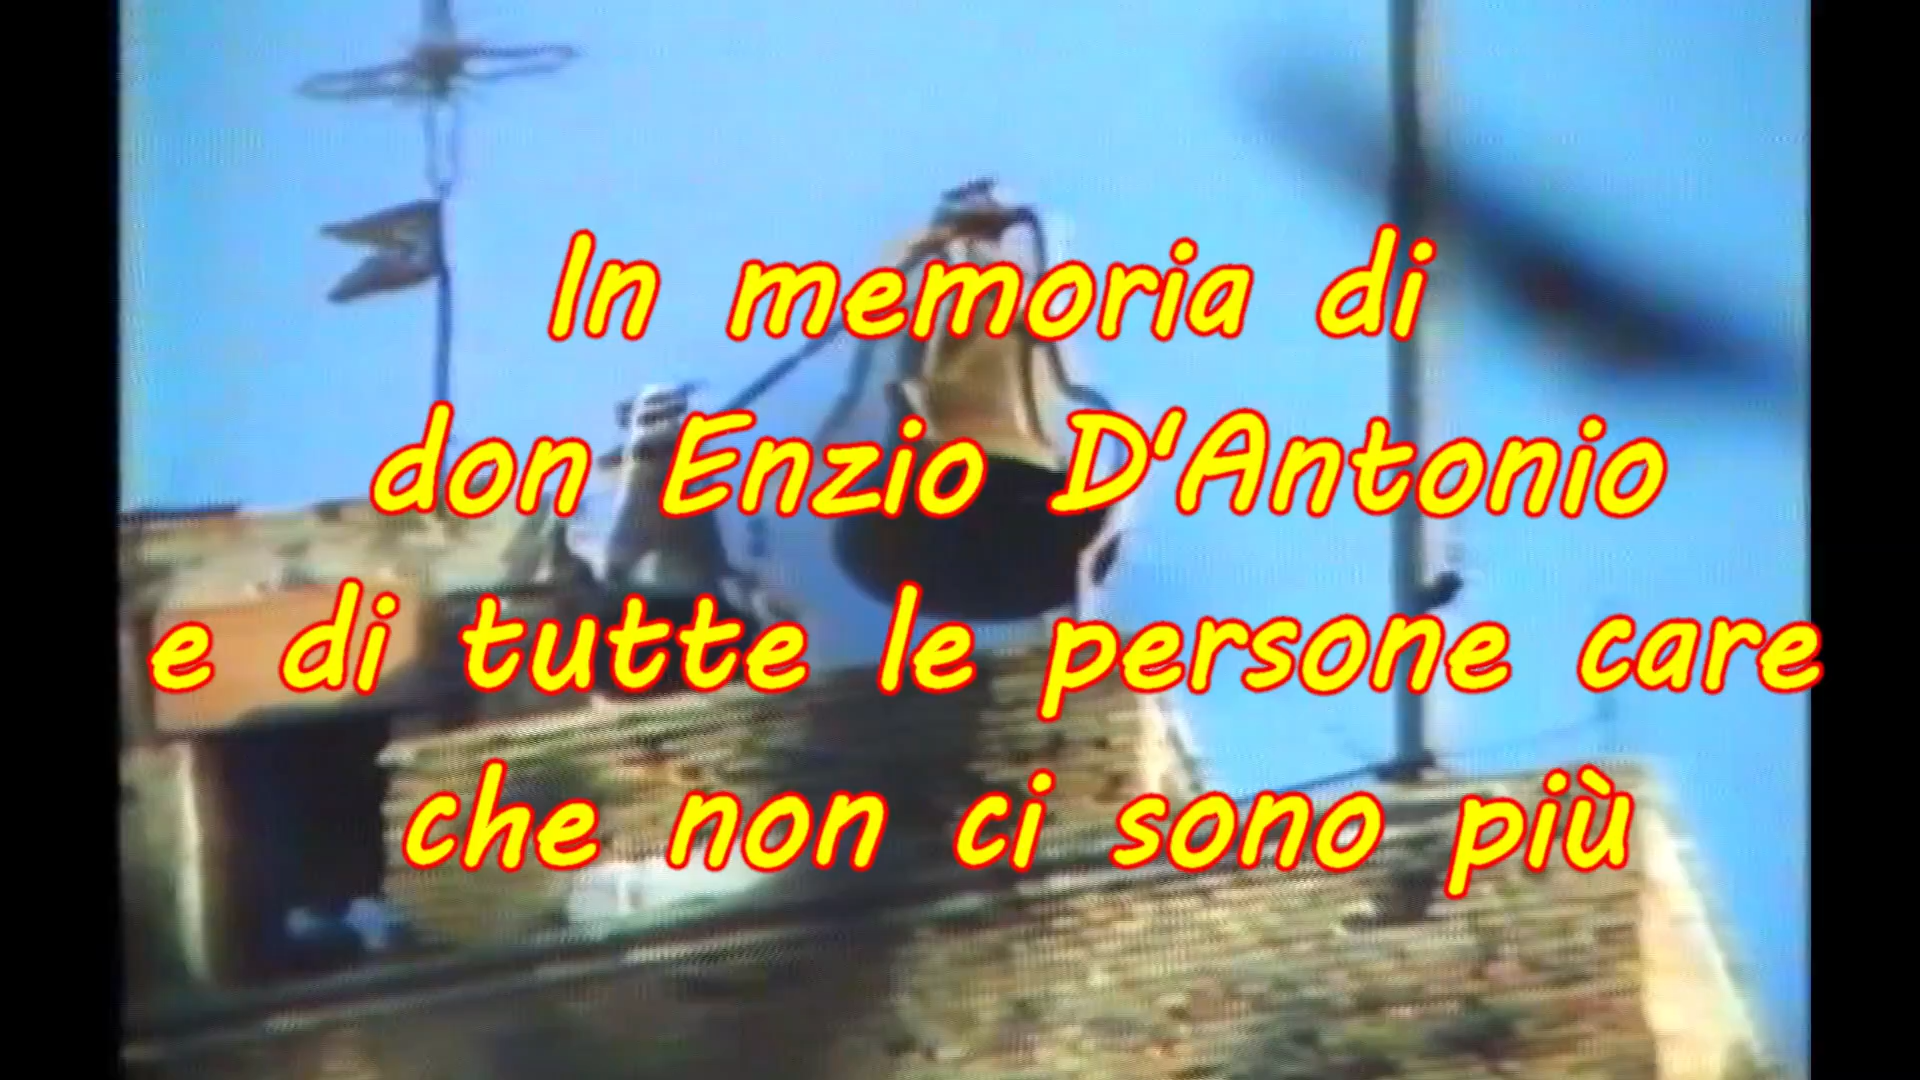 In memoria di
don Enzio D'Antonio
e di tutte le persone care
che non ci sono più